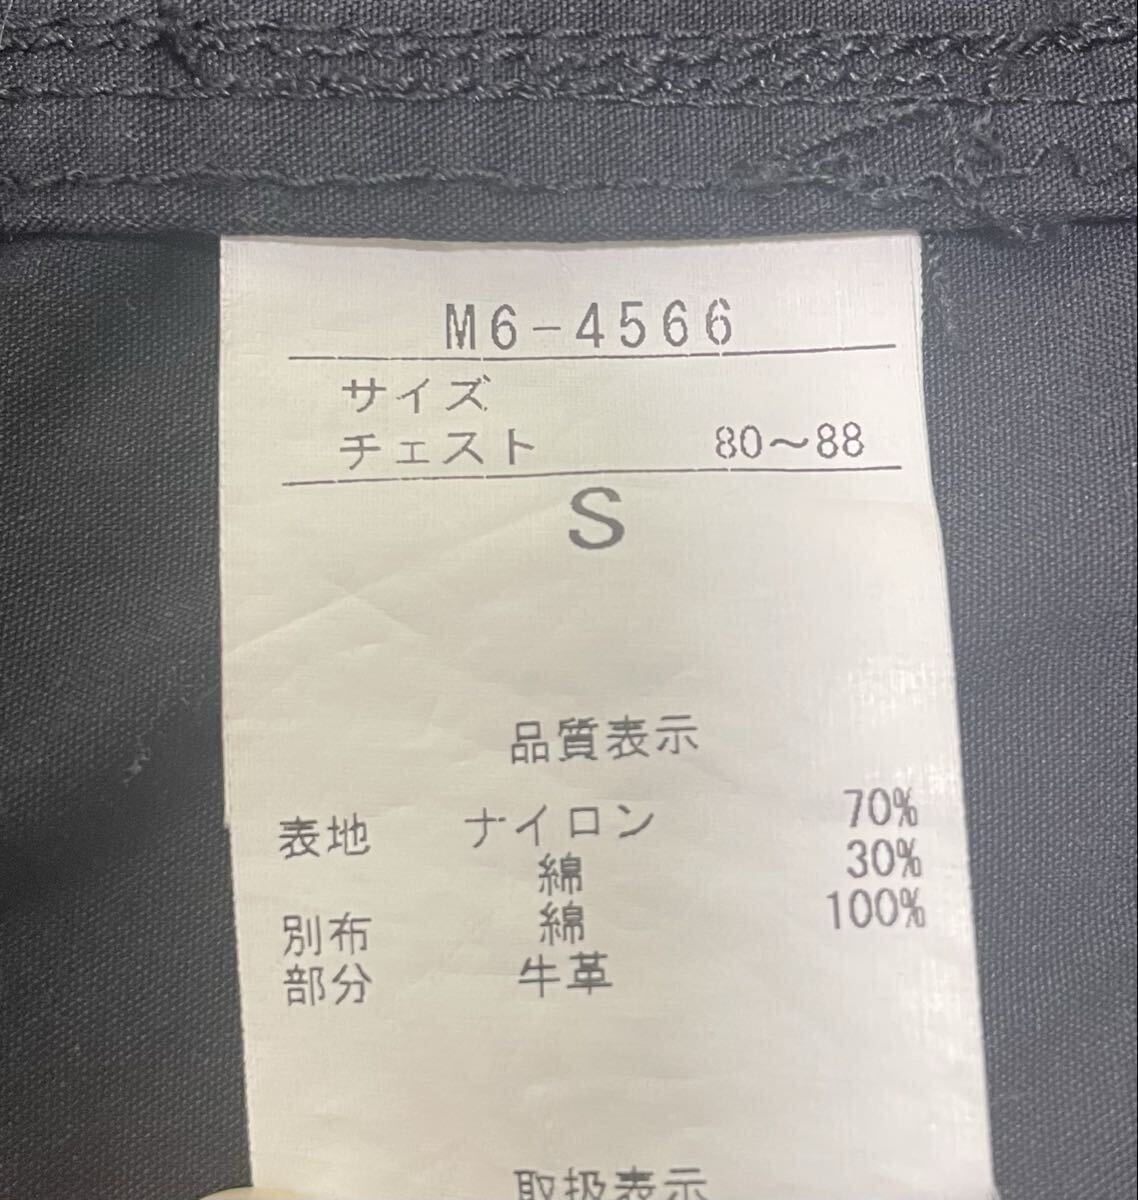 M6-4566
サイズ
チェスト 80〜88
S
品質表示
表地 ナイロン 70%
綿 30%
別布 綿 100%
部分 牛革
取扱表示